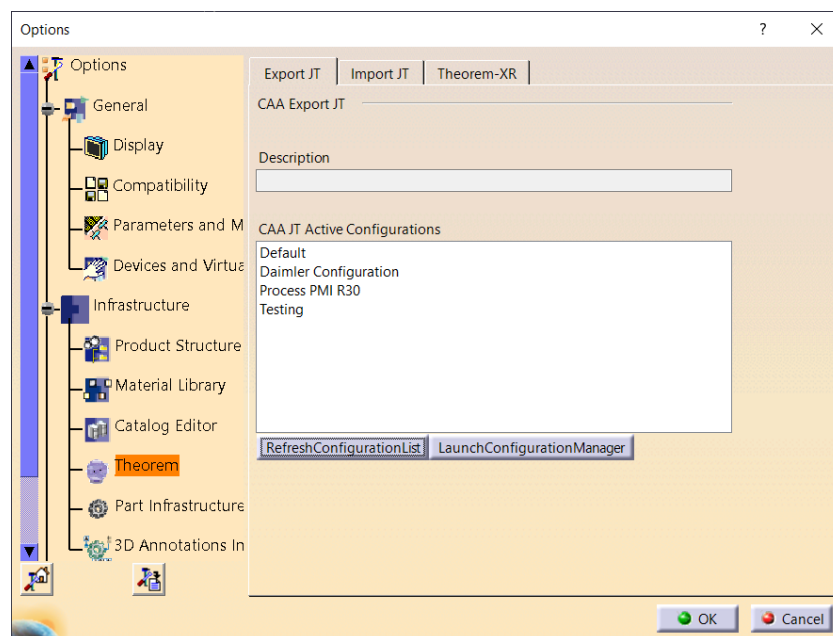 Options
Options
General
Display
Compatibility
Parameters and M
Devices and Virtua
Infrastructure
Product Structure
Material Library
Catalog Editor
Theorem
Part Infrastructure
3D Annotations In
Export JT
Import JT
Theorem-XR
CAA Export JT
Description
CAA JT Active Configurations
Default
Daimler Configuration
Process PMI R30
Testing
RefreshConfigurationList
LaunchConfigurationManager
OK
Cancel